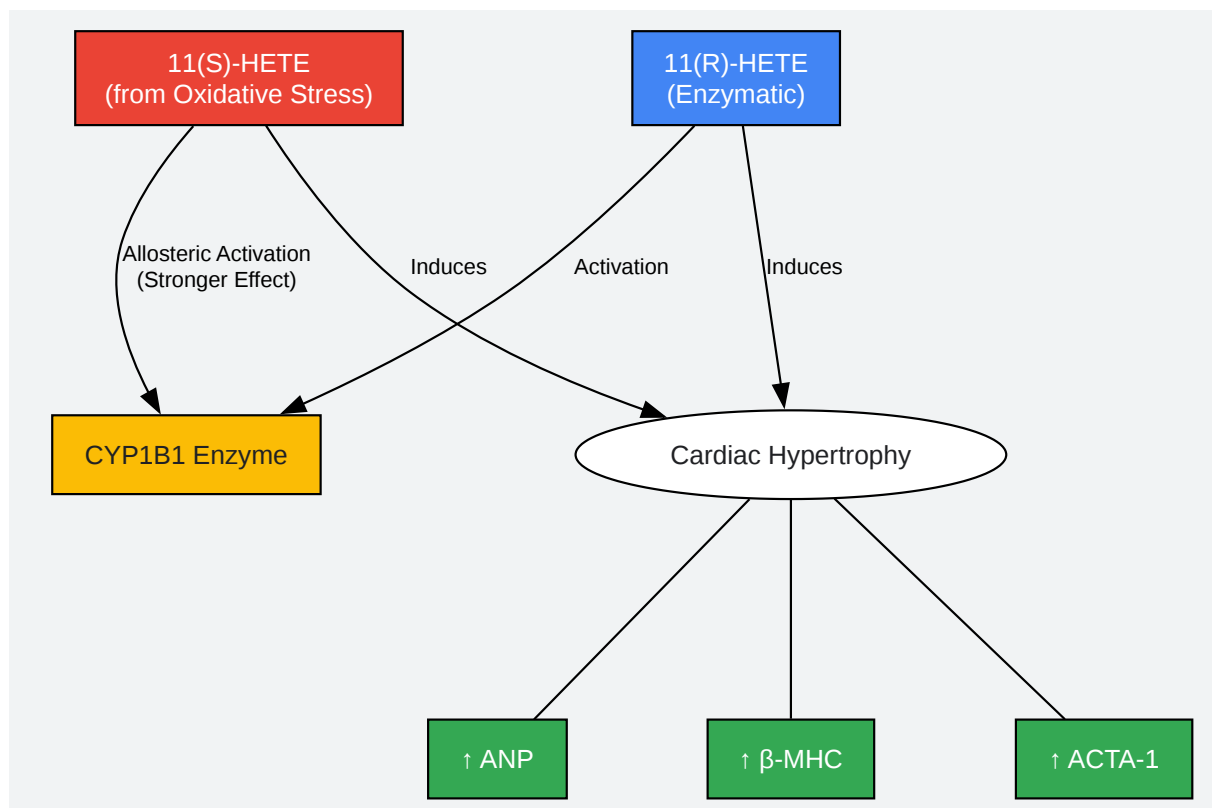 11(S)-HETE
(from Oxidative Stress)
11(R)-HETE
(Enzymatic)
Allosteric Activation
(Stronger Effect)
Induces
Activation
Induces
CYP1B1 Enzyme
Cardiac Hypertrophy
↑ ANP
↑ β-MHC
↑ ACTA-1